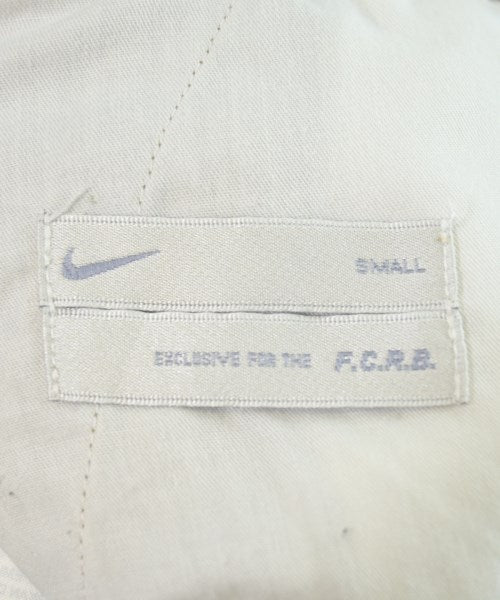 SMALL
EXCLUSIVE FOR THE F.C.R.B.